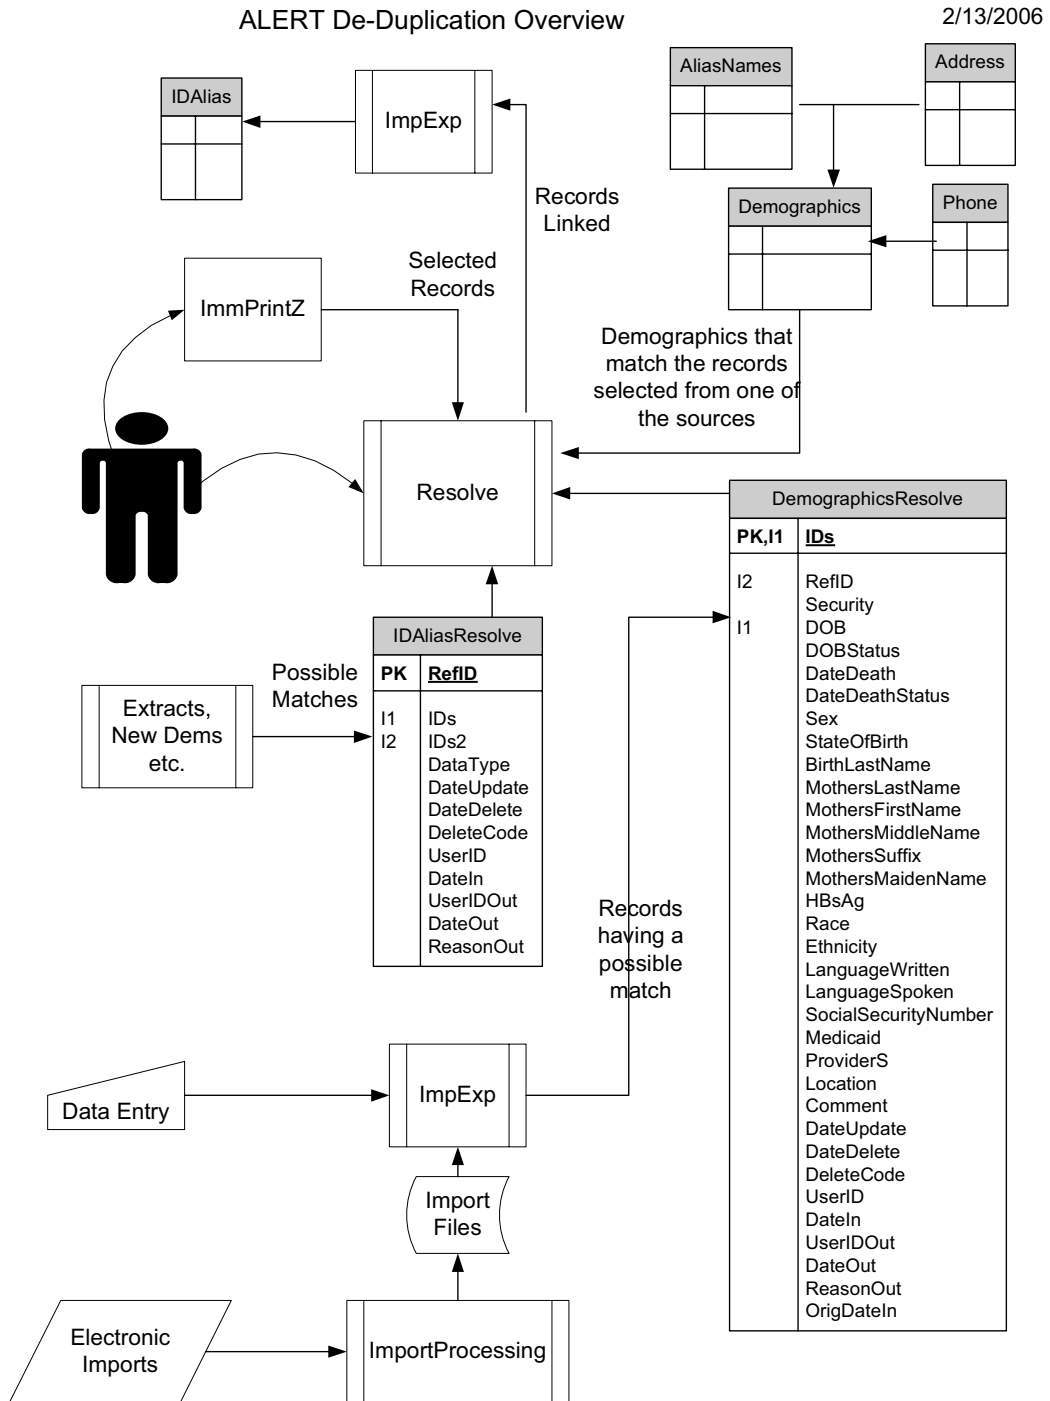 ALERT De-Duplication Overview
2/13/2006
IDAlias
ImpExp
AliasNames
Address
Records
Linked
Demographics
Phone
ImmPrintZ
Selected
Records
Demographics that
match the records
selected from one of
the sources
Resolve
DemographicsResolve
PK,I1 IDs
I2 RefID
Security
I1 DOB
DOBStatus
DateDeath
DateDeathStatus
Sex
StateOfBirth
BirthLastName
MothersLastName
MothersFirstName
MothersMiddleName
MothersSuffix
MothersMaidenName
HBsAg
Race
Ethnicity
LanguageWritten
LanguageSpoken
SocialSecurityNumber
Medicaid
ProviderS
Location
Comment
DateUpdate
DateDelete
DeleteCode
UserID
DateIn
UserIDOut
DateOut
ReasonOut
OrigDateIn
IDAliasResolve
PK RefID
I1 IDs
I2 IDs2
DataType
DateUpdate
DateDelete
DeleteCode
UserID
DateIn
UserIDOut
DateOut
ReasonOut
Possible
Matches
Extracts,
New Dems
etc.
Records
having a
possible
match
Data Entry
ImpExp
Import
Files
Electronic
Imports
ImportProcessing